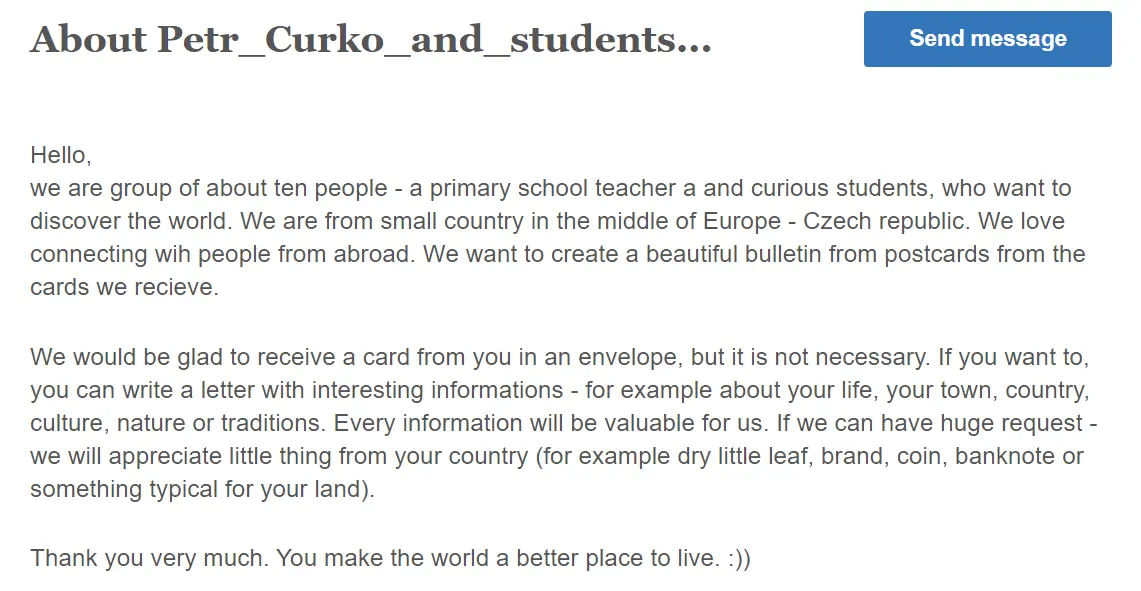 About Petr_Curko_and_students...
Send message
Hello,
we are group of about ten people - a primary school teacher a and curious students, who want to
discover the world. We are from small country in the middle of Europe - Czech republic. We love
connecting wih people from abroad. We want to create a beautiful bulletin from postcards from the
cards we recieve.
We would be glad to receive a card from you in an envelope, but it is not necessary. If you want to,
you can write a letter with interesting informations - for example about your life, your town, country,
culture, nature or traditions. Every information will be valuable for us. If we can have huge request -
we will appreciate little thing from your country (for example dry little leaf, brand, coin, banknote or
something typical for your land).
Thank you very much. You make the world a better place to live. :))